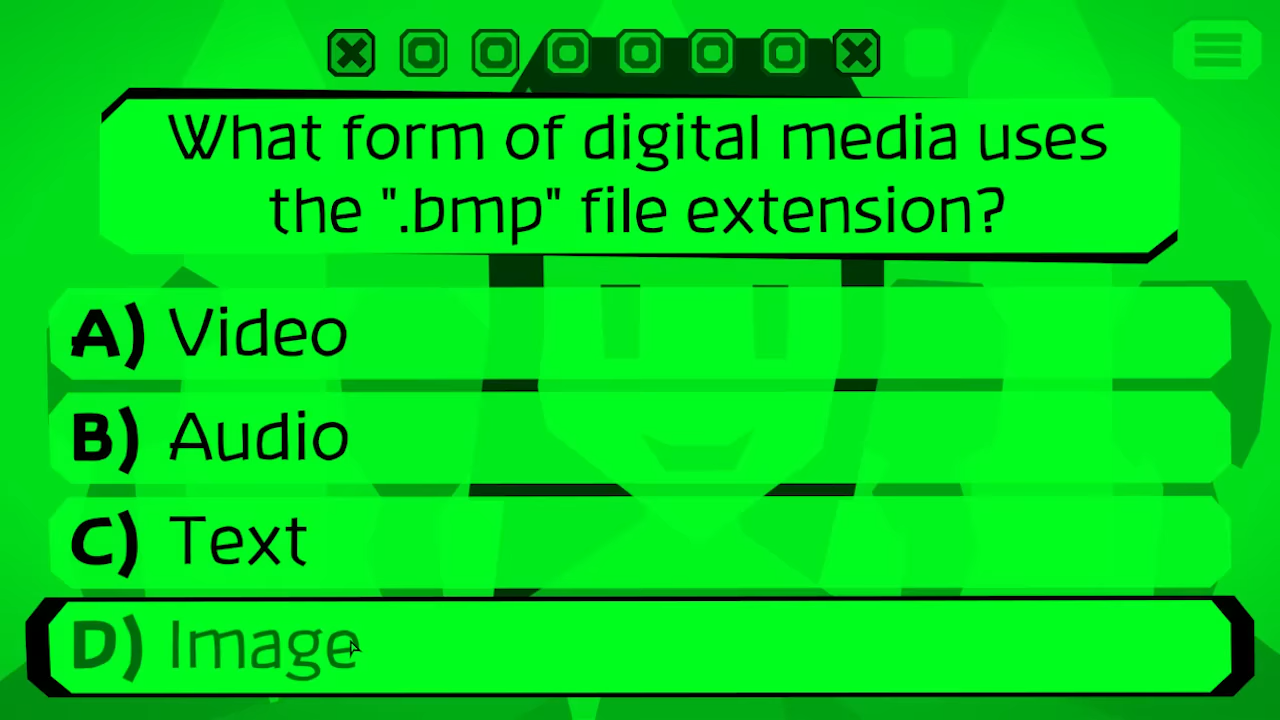 What form of digital media uses
the ".bmp" file extension?
A) Video
B) Audio
C) Text
D) Image